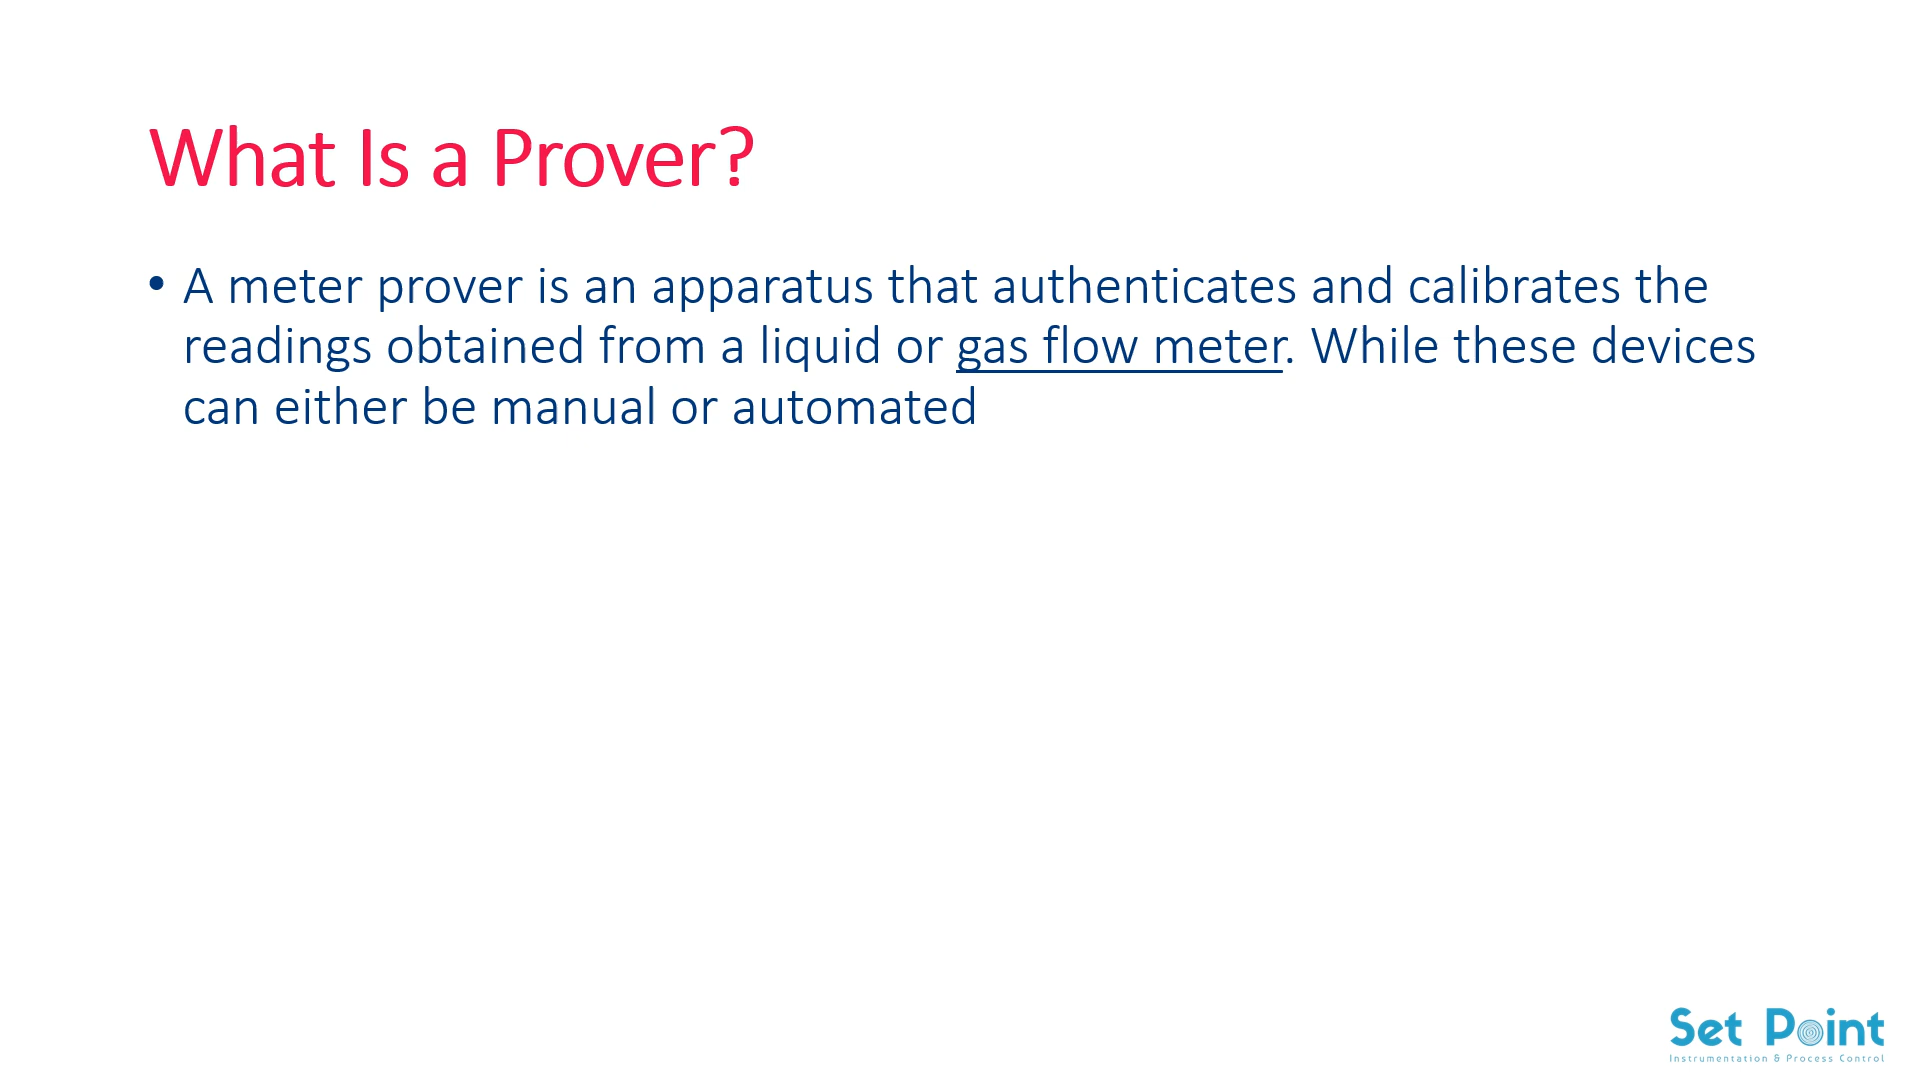 What Is a Prover?
• A meter prover is an apparatus that authenticates and calibrates the
readings obtained from a liquid or gas flow meter. While these devices
can either be manual or automated
Set Point
Instrumentation & Process Control